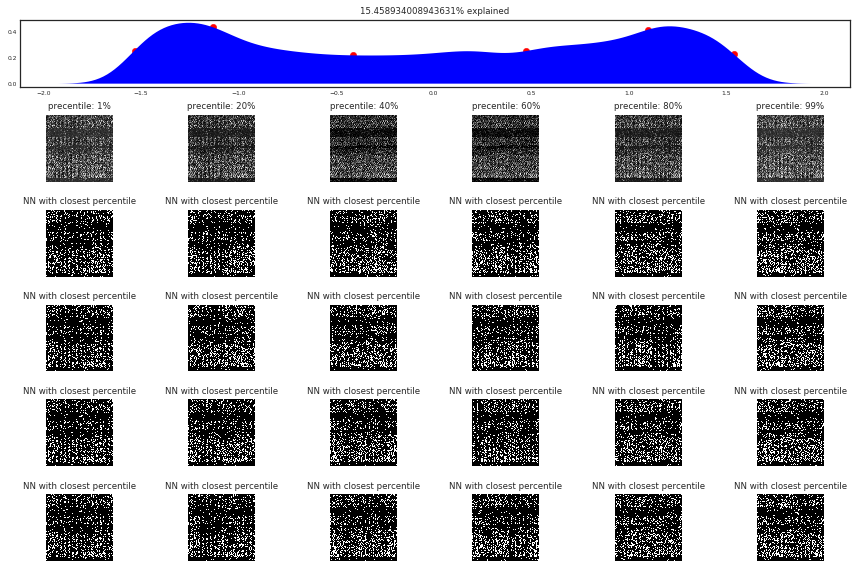 15.458934008943631% explained
0.4
0.2
0.0
−2.0 −1.5 −1.0 −0.5 0.0 0.5 1.0 1.5 2.0
precentile: 1% precentile: 20% precentile: 40% precentile: 60% precentile: 80% precentile: 99%
NN with closest percentile NN with closest percentile NN with closest percentile NN with closest percentile NN with closest percentile NN with closest percentile
NN with closest percentile NN with closest percentile NN with closest percentile NN with closest percentile NN with closest percentile NN with closest percentile
NN with closest percentile NN with closest percentile NN with closest percentile NN with closest percentile NN with closest percentile NN with closest percentile
NN with closest percentile NN with closest percentile NN with closest percentile NN with closest percentile NN with closest percentile NN with closest percentile